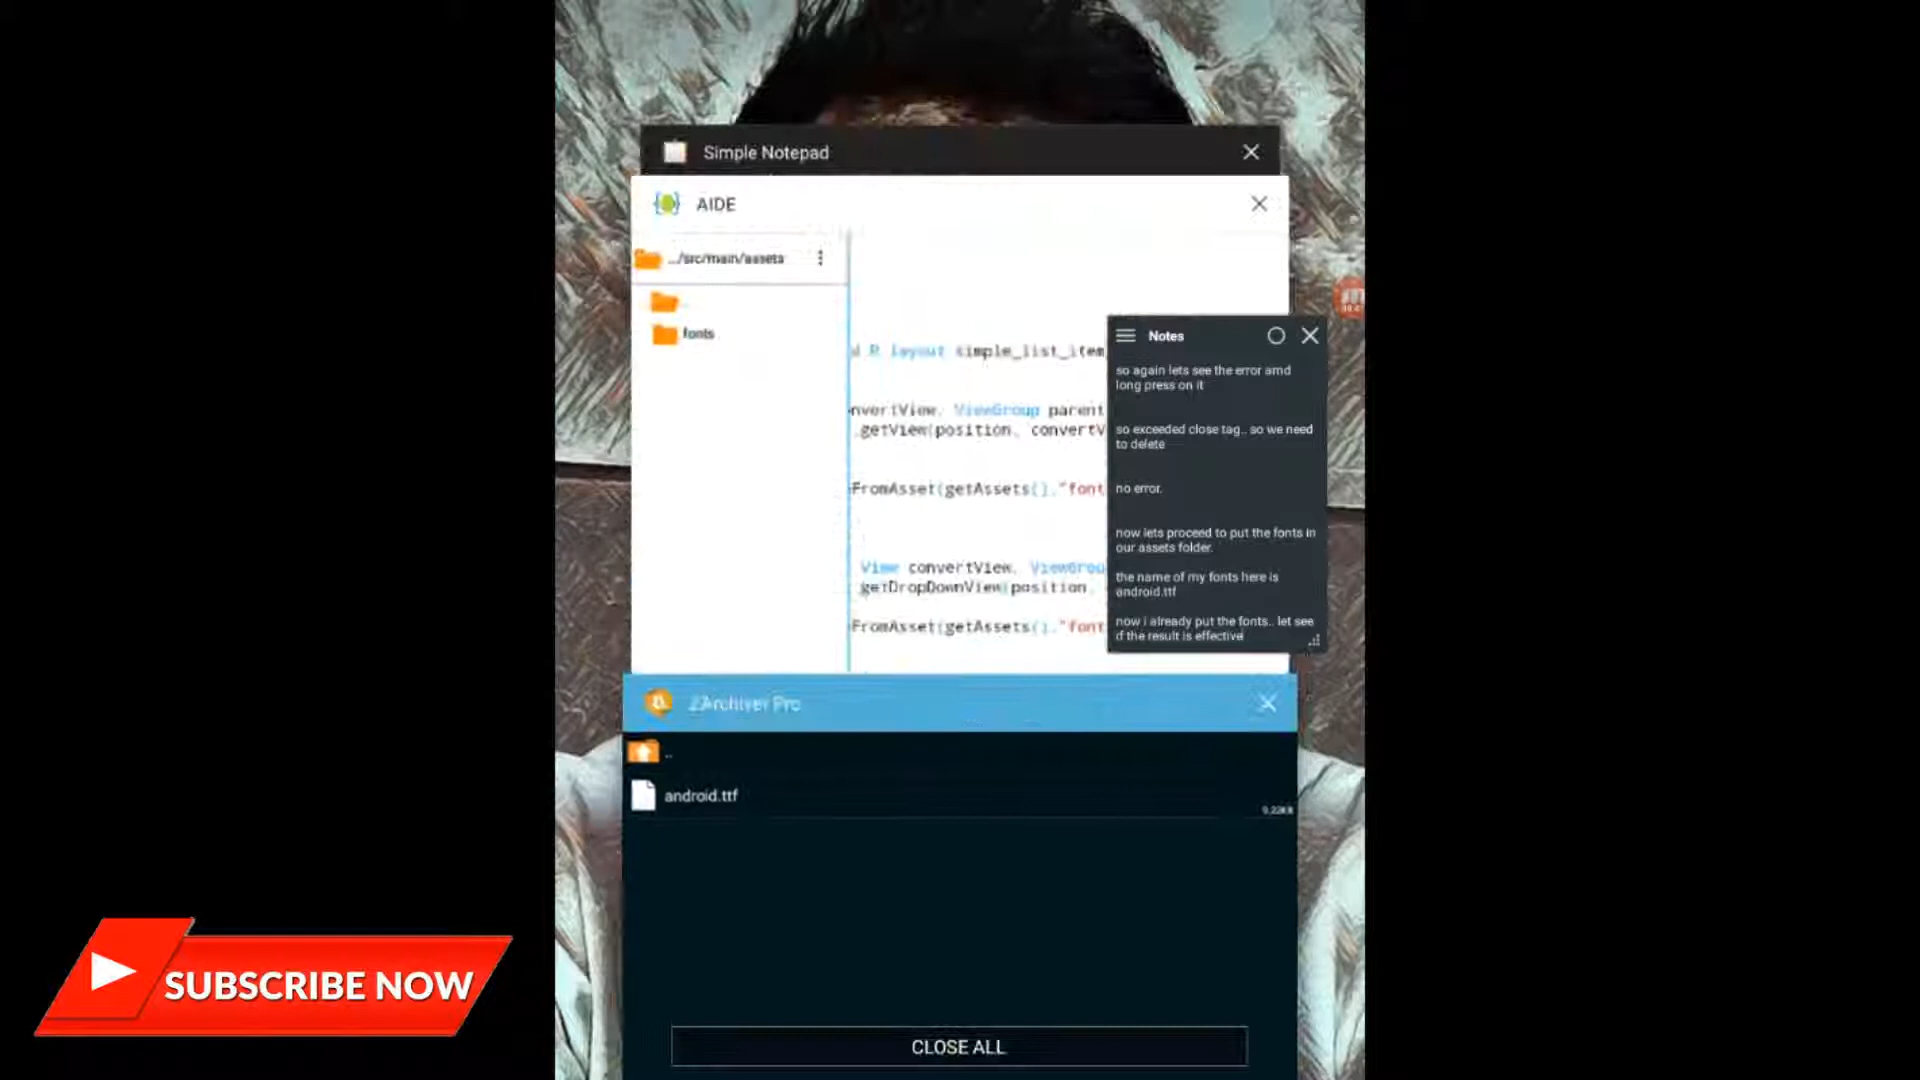 Simple Notepad
AIDE
.../src/main/assets
..
fonts
d R layout simple_list_item
nvertView, ViewGroup parent
.getView(position, convertV
FromAsset(getAssets(),"font
View convertView, ViewGrou
getDropDownView(position,
FromAsset(getAssets(),"font
Notes
so again lets see the error amd
long press on it
so exceeded close tag.. so we need
to delete
no error.
now lets proceed to put the fonts in
our assets folder.
the name of my fonts here is
android.ttf
now i already put the fonts.. let see
if the result is effective
ZArchiver Pro
..
android.ttf
CLOSE ALL
SUBSCRIBE NOW